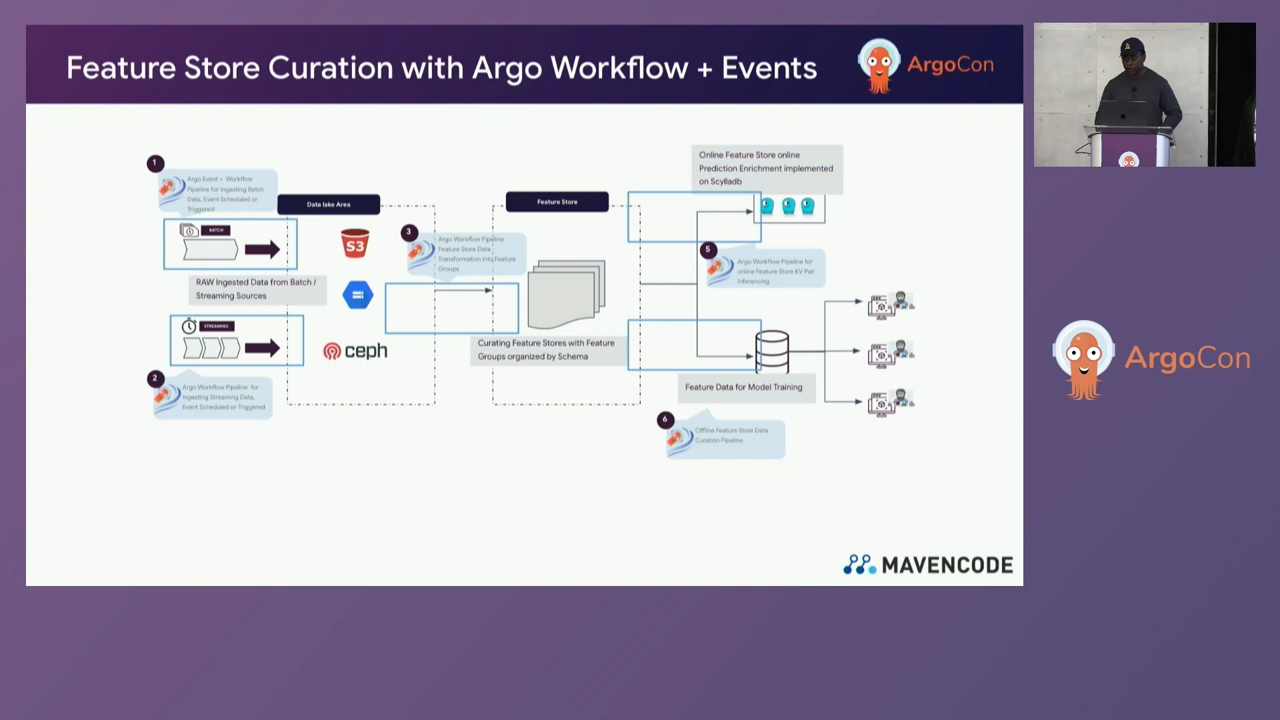 Feature Store Curation with Argo Workflow + Events
ArgoCon
1
Argo Event + Workflow
Pipeline for Ingesting Batch
Data, Event Scheduled or
Triggered
BATCH
RAW Ingested Data from Batch /
Streaming Sources
STREAMING
2
Argo Workflow Pipeline for
Ingesting Streaming Data,
Event Scheduled or Triggered
Data lake Area
S3
ceph
3
Argo Workflow Pipeline
Feature Store Data
Transformation Into Feature
Groups
Feature Store
Curating Feature Stores with Feature
Groups organized by Schema
Online Feature Store online
Prediction Enrichment implemented
on Scylladb
5
Argo Workflow Pipeline for
online Feature Store KV Pair
Inferencing
Feature Data for Model Training
6
Offline Feature Store Data
Curation Pipeline
MAVENCODE
ArgoCon